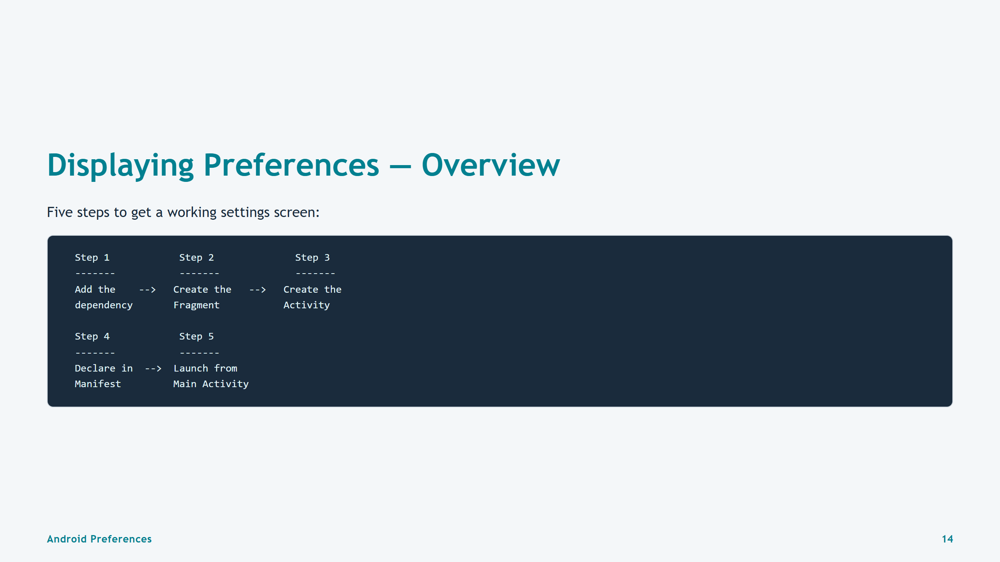 Displaying Preferences — Overview
Five steps to get a working settings screen:
Step 1            Step 2              Step 3
-------           -------             -------
Add the    -->   Create the   -->   Create the
dependency       Fragment           Activity
Step 4            Step 5
-------           -------
Declare in  -->  Launch from
Manifest         Main Activity
Android Preferences
14